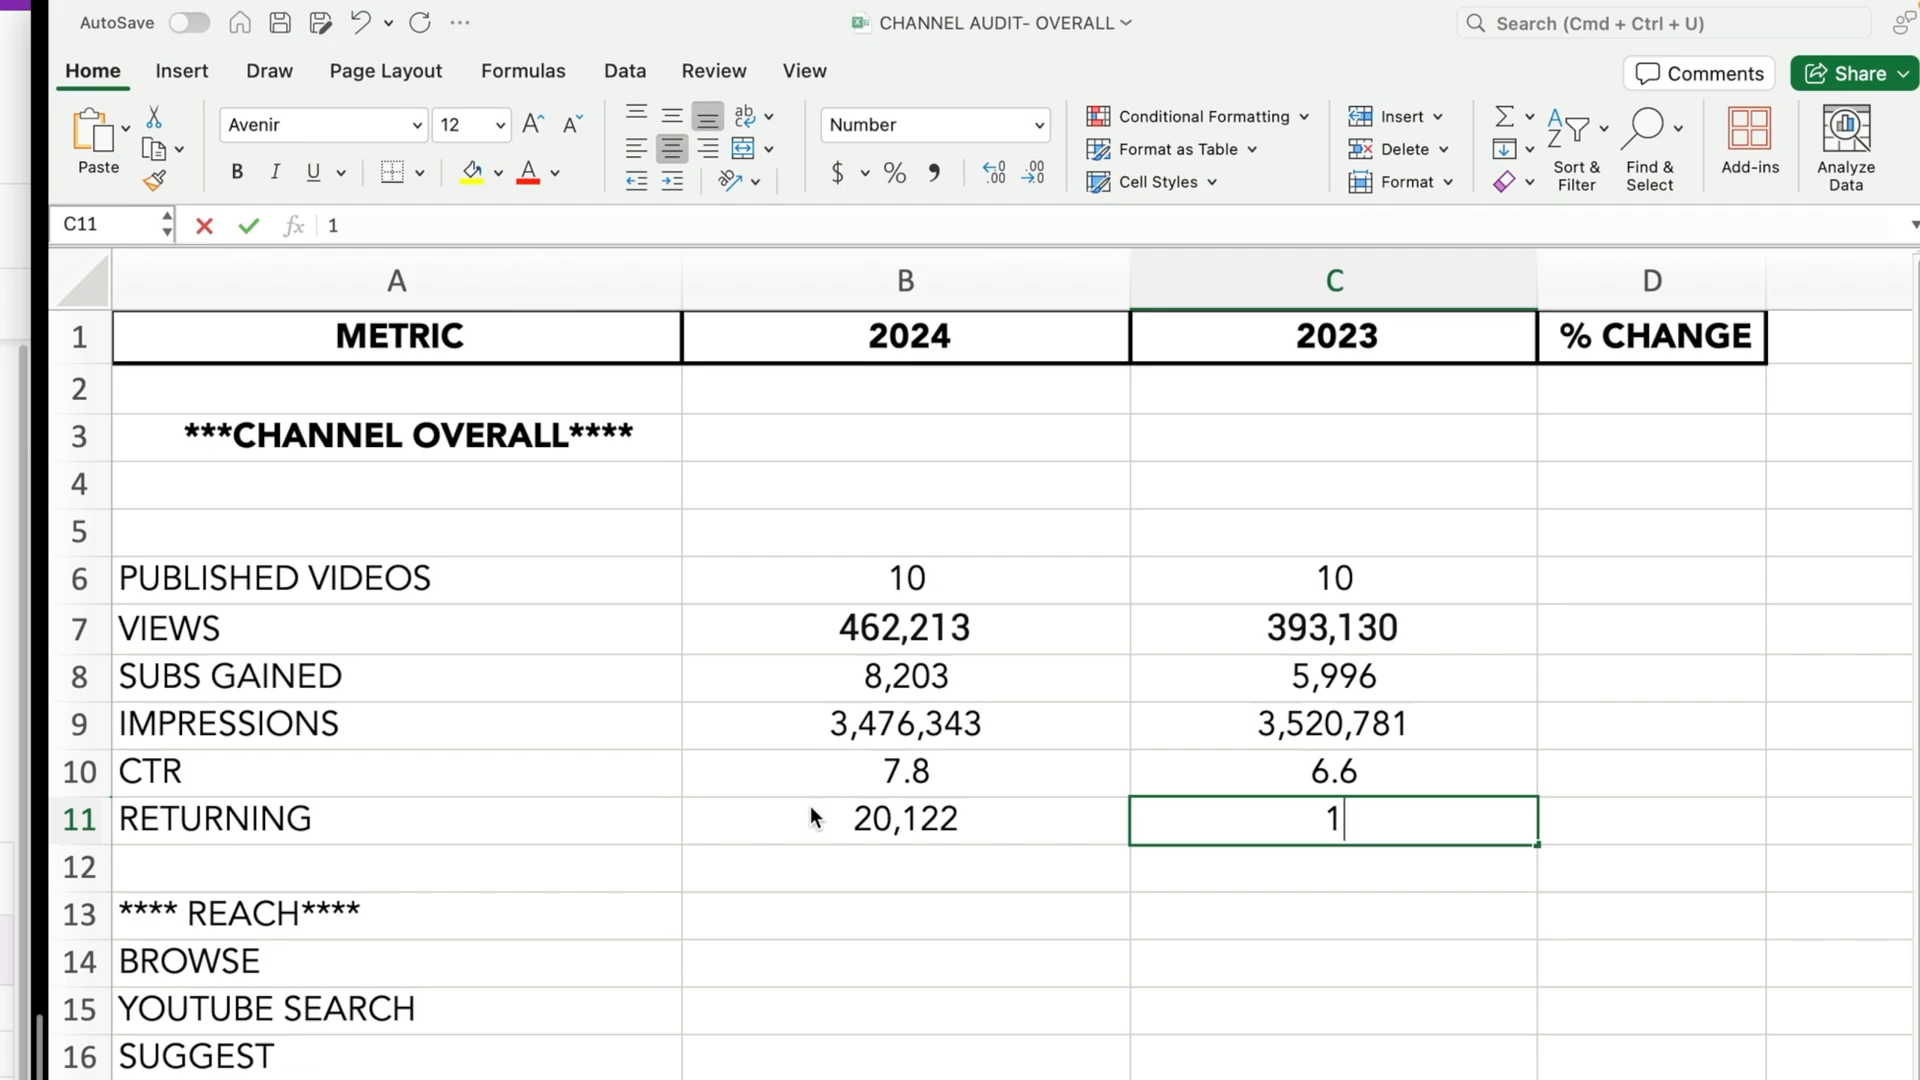 AutoSave
CHANNEL AUDIT- OVERALL
Search (Cmd + Ctrl + U)
Home Insert Draw Page Layout Formulas Data Review View
Comments
Share
Paste
Avenir
12
A^ A˅
B I U
A
ab
Number
$ % ,
.00 .0 .00
Conditional Formatting
Format as Table
Cell Styles
Insert
Delete
Format
Σ
A
Z
Sort &
Filter
Find &
Select
Add-ins
Analyze
Data
C11
fx 1
A B C D
1 METRIC 2024 2023 % CHANGE
2
3 ***CHANNEL OVERALL****
4
5
6 PUBLISHED VIDEOS 10 10
7 VIEWS 462,213 393,130
8 SUBS GAINED 8,203 5,996
9 IMPRESSIONS 3,476,343 3,520,781
10 CTR 7.8 6.6
11 RETURNING 20,122 1
12
13 **** REACH****
14 BROWSE
15 YOUTUBE SEARCH
16 SUGGEST